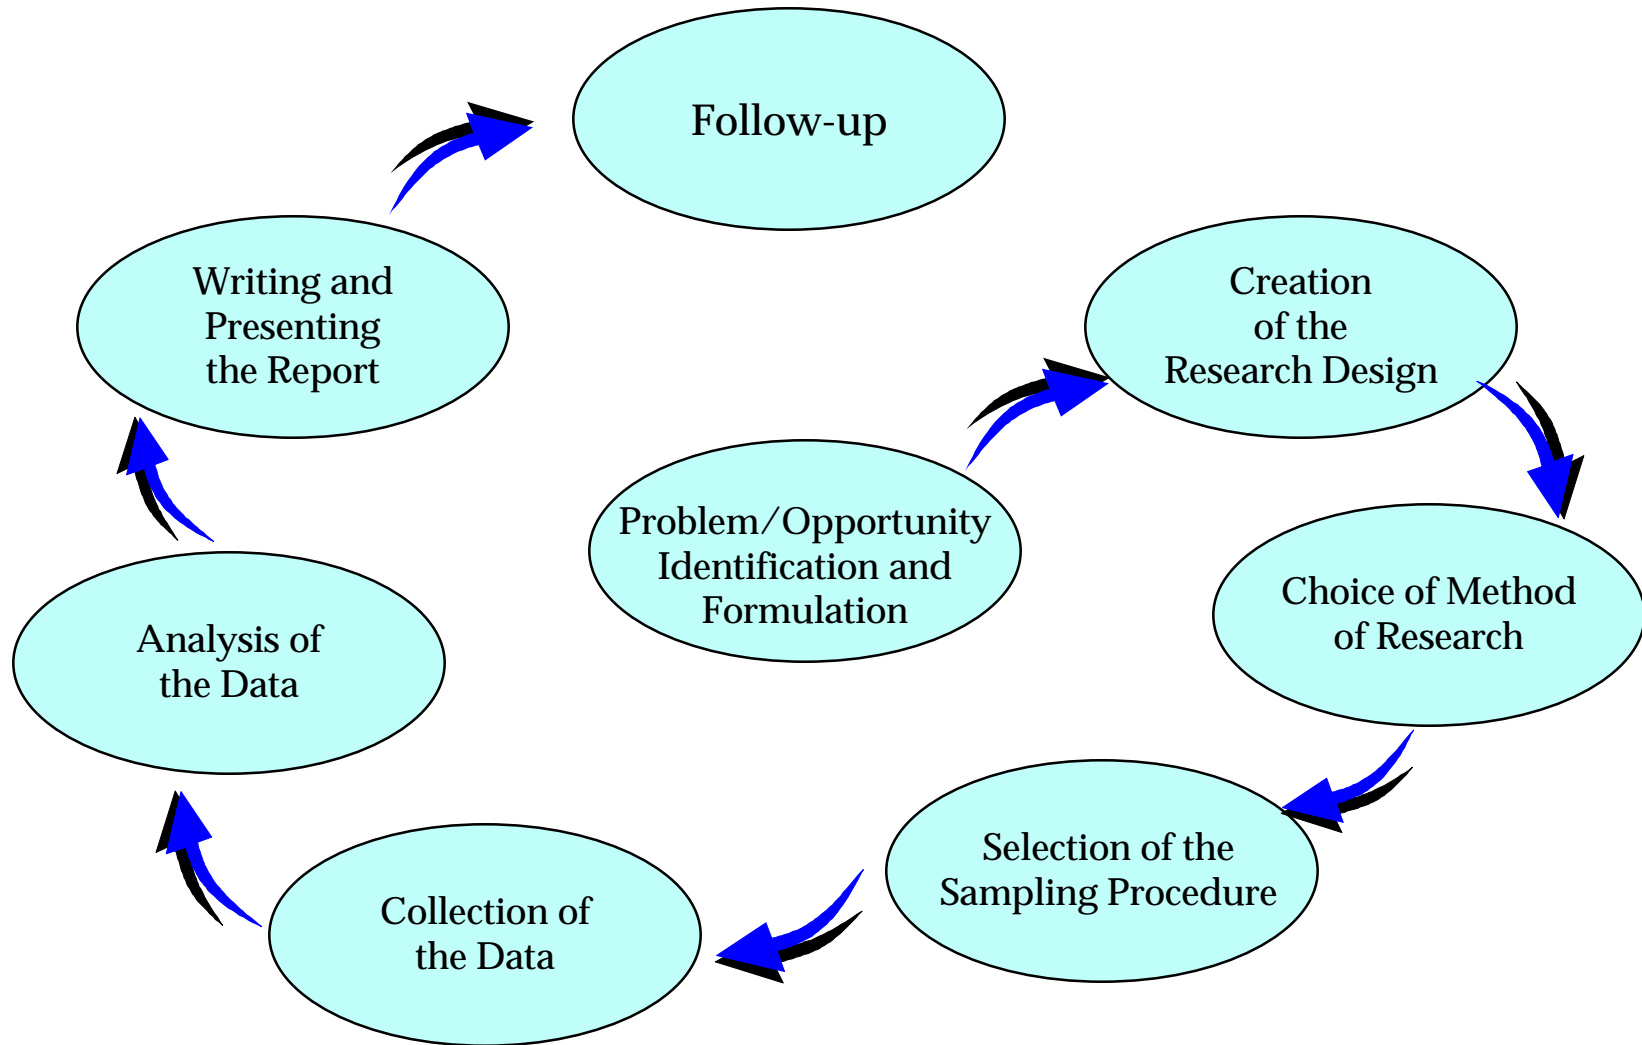 Follow-up
Writing and
Presenting
the Report
Creation
of the
Research Design
Problem/Opportunity
Identification and
Formulation
Choice of Method
of Research
Analysis of
the Data
Selection of the
Sampling Procedure
Collection of
the Data